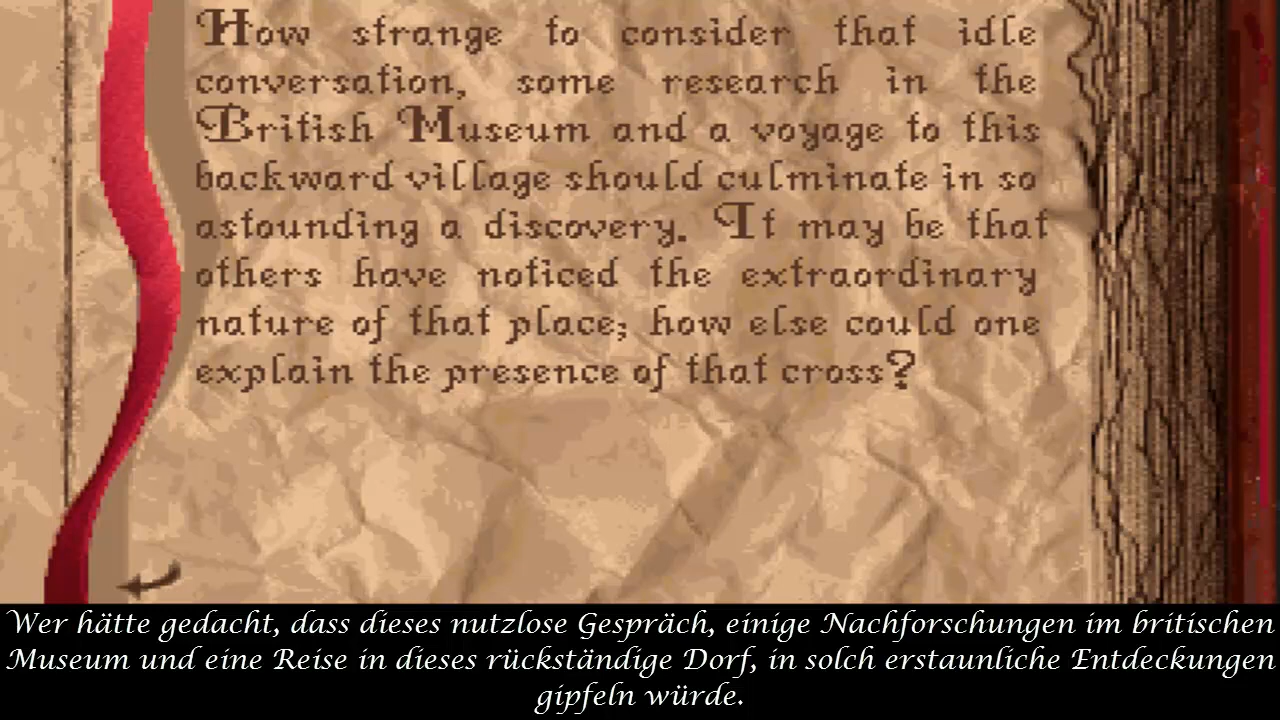 How strange to consider that idle
conversation, some research in the
British Museum and a voyage to this
backward village should culminate in so
astounding a discovery. It may be that
others have noticed the extraordinary
nature of that place; how else could one
explain the presence of that cross?
Wer hätte gedacht, dass dieses nutzlose Gespräch, einige Nachforschungen im britischen
Museum und eine Reise in dieses rückständige Dorf, in solch erstaunliche Entdeckungen
gipfeln würde.